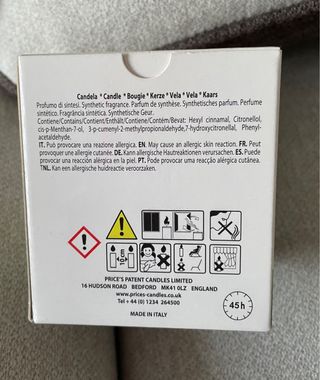 Candela * Candle * Bougie * Kerze * Vela * Vela * Kaars
Profumo di sintesi. Synthetic fragrance. Parfum de synthèse. Synthetisches parfum. Perfume
sintético. Fragrância sintética. Synthetische Geur.
Contiene/Contains/Contient/Enthält/Contiene/Contém/Bevat: Hexyl cinnamal, Citronellol,
cis-p-Menthan-7-ol, 3-p-cumenyl-2-methylpropionaldehyde,7-hydroxycitronellal, Phenyl-
acetaldehyde.
IT. Può provocare una reazione allergica. EN. May cause an allergic skin reaction. FR. Peut
provoquer une allergie cutanée. DE. Kann allergische Hautreaktionen verursachen. ES. Puede
provocar una reacción alérgica en la piel. PT. Pode provocar uma reacção alérgica cutânea.
TNL. Kan een allergische huidreactie veroorzaken.
10 cm
PRICE'S PATENT CANDLES LIMITED
16 HUDSON ROAD BEDFORD MK41 0LZ ENGLAND
www.prices-candles.co.uk
Tel + 44 (0) 1234 264500
45 h
MADE IN ITALY